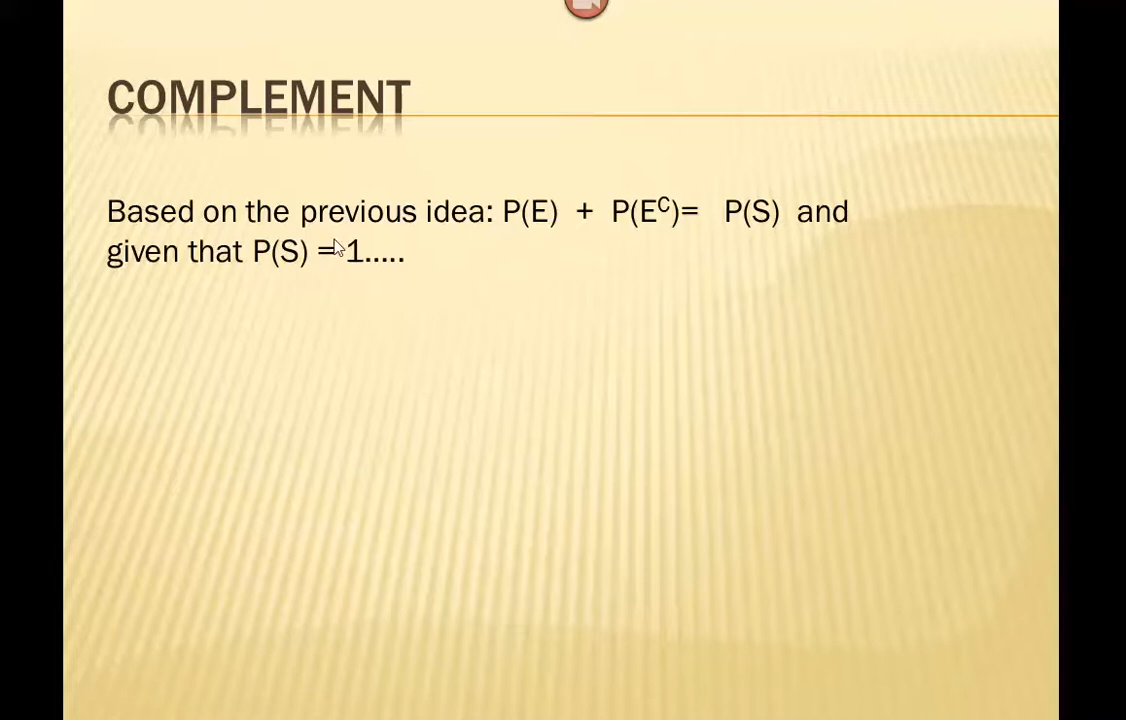 COMPLEMENT
Based on the previous idea: P(E) + P(Eᶜ)= P(S) and
given that P(S) = 1.....